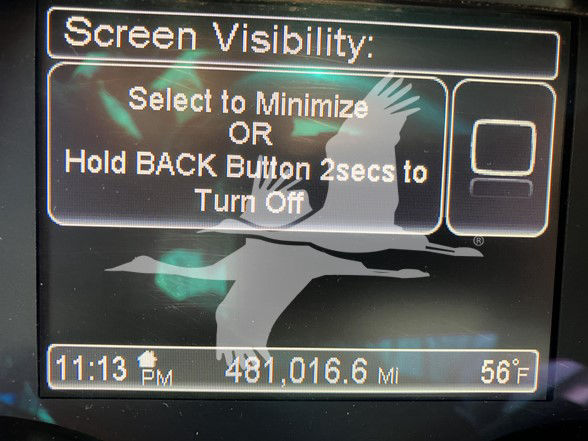 Screen Visibility:
Select to Minimize
OR
Hold BACK Button 2secs to
Turn Off
®
11:13 PM 481,016.6 Mi 56°F